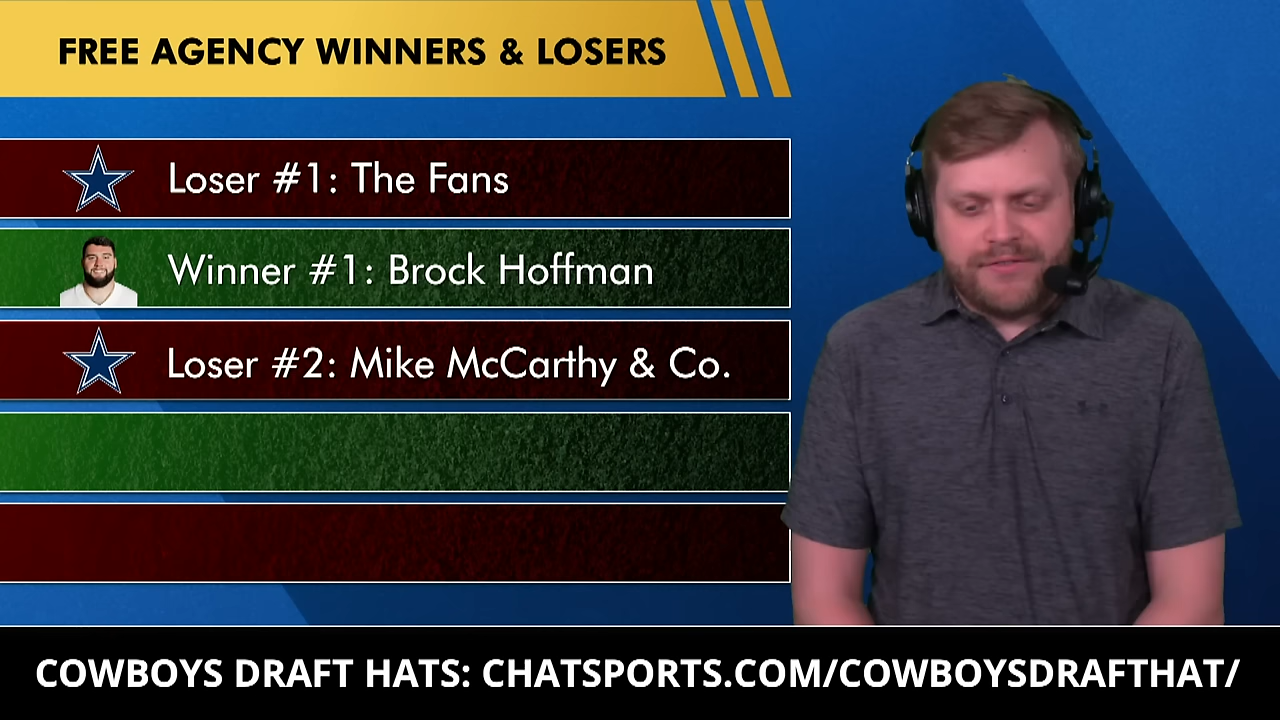 FREE AGENCY WINNERS & LOSERS
Loser #1: The Fans
Winner #1: Brock Hoffman
Loser #2: Mike McCarthy & Co.
COWBOYS DRAFT HATS: CHATSPORTS.COM/COWBOYSDRAFTHAT/